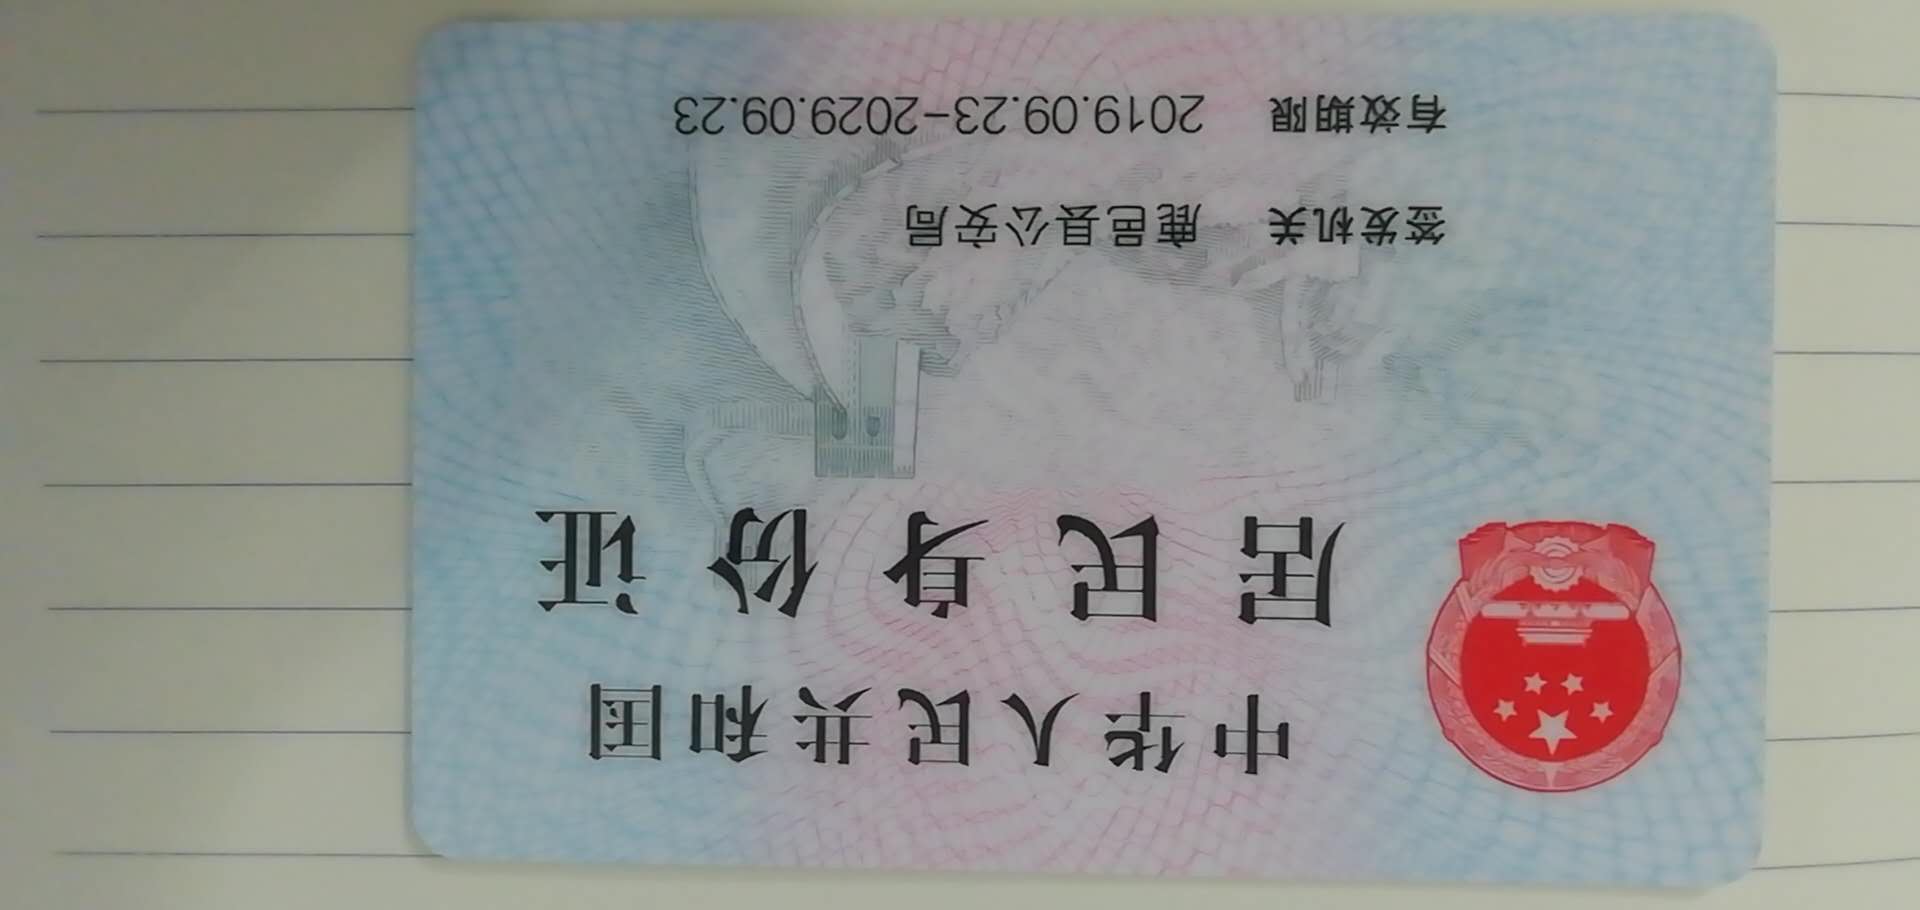 中华人民共和国
居民身份证
签发机关 鹿邑县公安局
有效期限 2019.09.23-2029.09.23